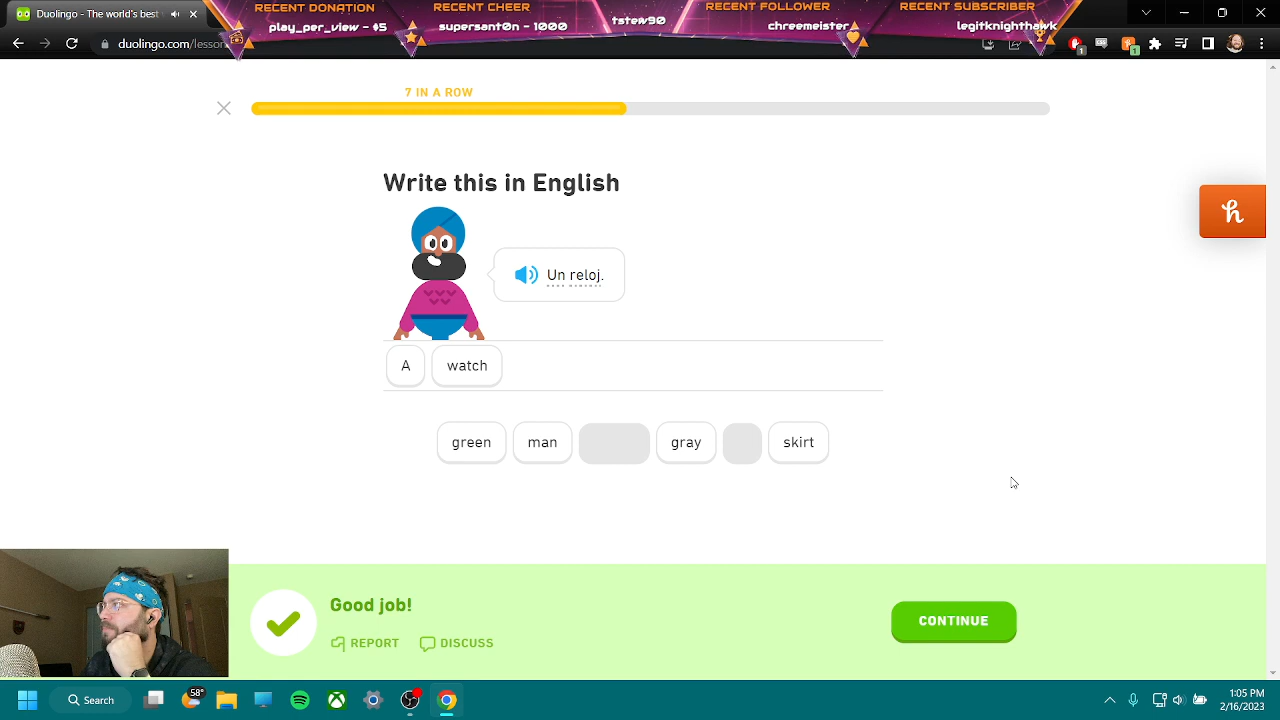 RECENT DONATION
play_per_view - $5
RECENT CHEER
supersant0n - 1000
tstew90
RECENT FOLLOWER
chreemeister
RECENT SUBSCRIBER
legitknighthawk
Duolingo - The world's best
duolingo.com/lesson
1
1
7 IN A ROW
Write this in English
Un reloj.
A watch
green man gray skirt
Good job!
REPORT DISCUSS
CONTINUE
Search
58°
1:05 PM
2/16/2023